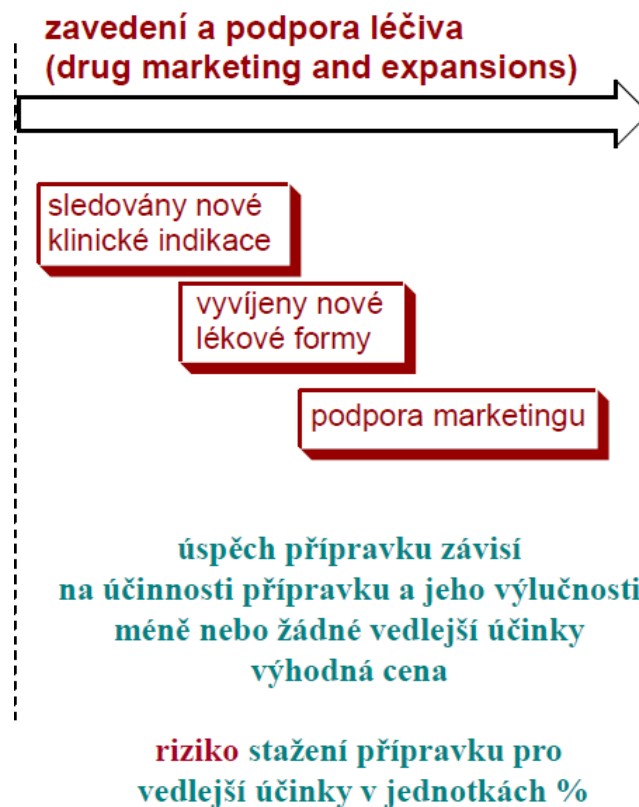 zavedení a podpora léčiva
(drug marketing and expansions)
sledovány nové
klinické indikace
vyvíjeny nové
lékové formy
podpora marketingu
úspěch přípravku závisí
na účinnosti přípravku a jeho výlučnosti
méně nebo žádné vedlejší účinky
výhodná cena
riziko stažení přípravku pro
vedlejší účinky v jednotkách %